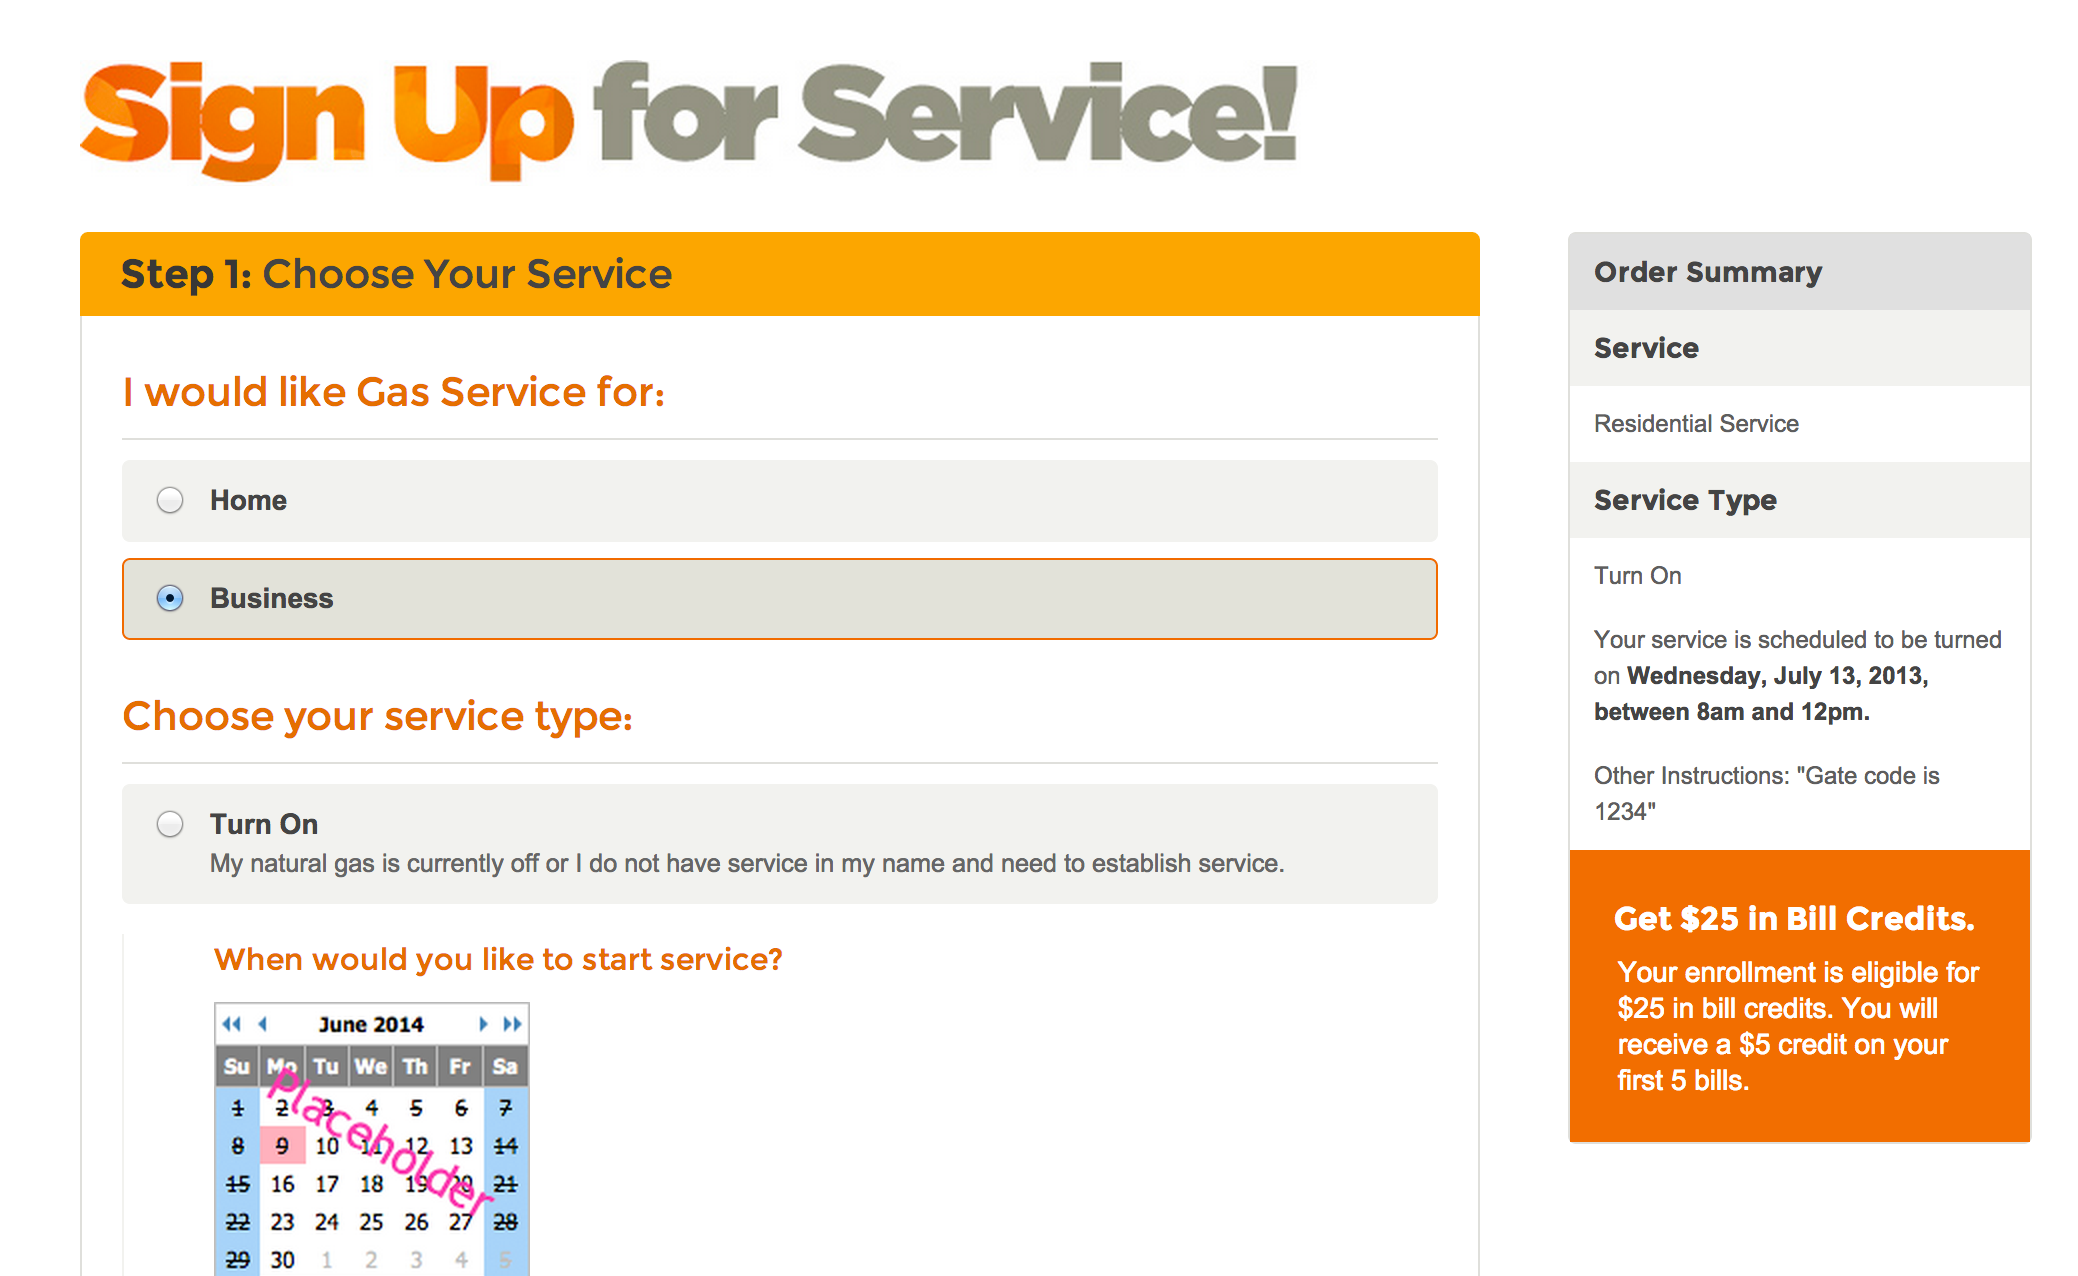 Sign Up for Service!
Step 1: Choose Your Service
I would like Gas Service for:
Home
Business
Choose your service type:
Turn On
My natural gas is currently off or I do not have service in my name and need to establish service.
When would you like to start service?
June 2014
Su Mo Tu We Th Fr Sa
1 2 3 4 5 6 7
8 9 10 11 12 13 14
15 16 17 18 19 20 21
22 23 24 25 26 27 28
29 30 1 2 3 4 5
Placeholder
Order Summary
Service
Residential Service
Service Type
Turn On
Your service is scheduled to be turned
on Wednesday, July 13, 2013,
between 8am and 12pm.
Other Instructions: "Gate code is
1234"
Get $25 in Bill Credits.
Your enrollment is eligible for
$25 in bill credits. You will
receive a $5 credit on your
first 5 bills.